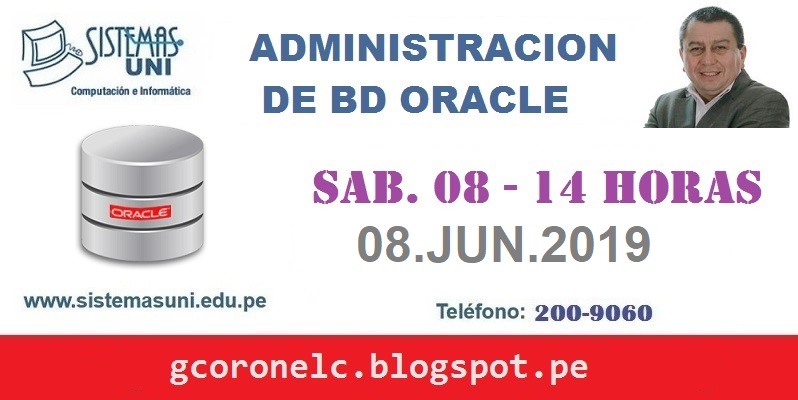 SISTEMAS
UNI
Computación e Informática
ADMINISTRACION
DE BD ORACLE
ORACLE
SAB. 08 - 14 HORAS
08.JUN.2019
www.sistemasuni.edu.pe
Teléfono: 200-9060
gcoronelc.blogspot.pe